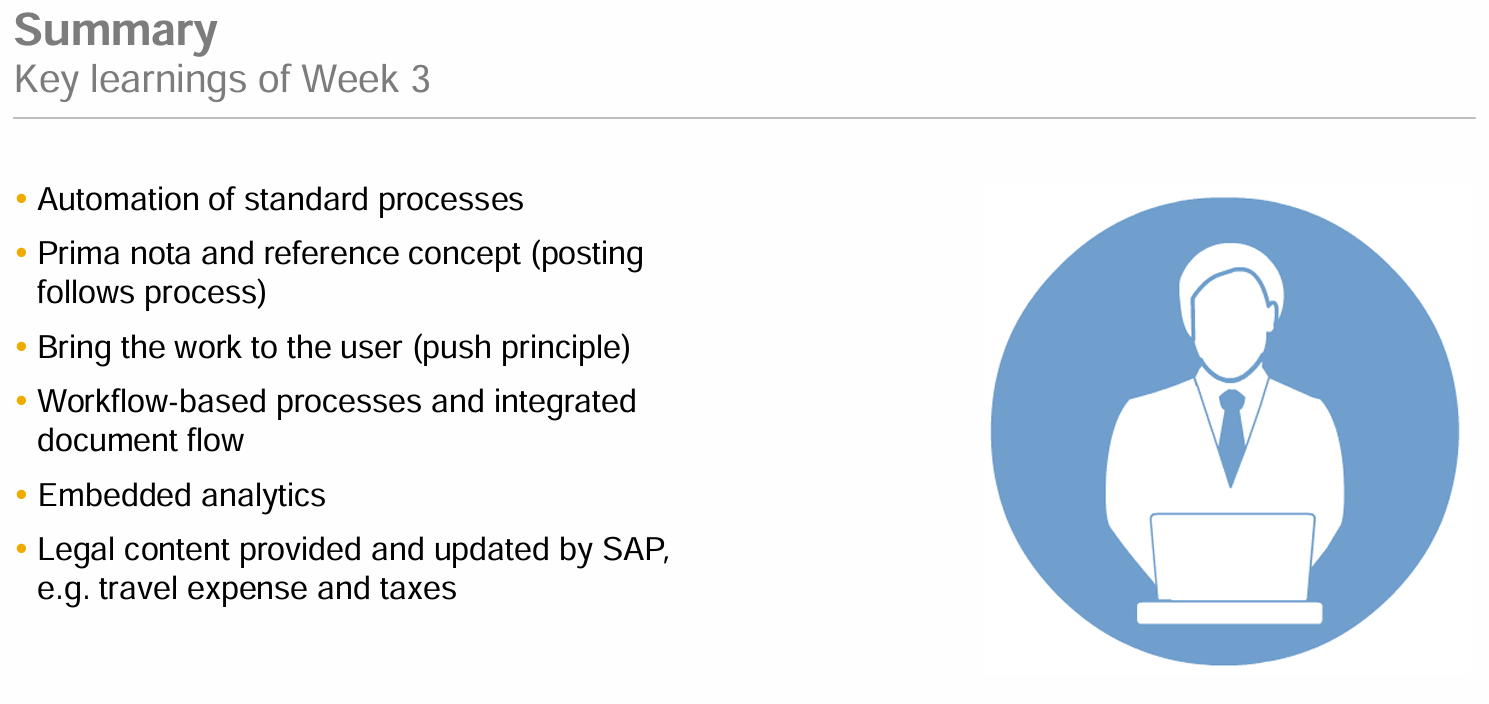 Summary
Key learnings of Week 3
• Automation of standard processes
• Prima nota and reference concept (posting
follows process)
• Bring the work to the user (push principle)
• Workflow-based processes and integrated
document flow
• Embedded analytics
• Legal content provided and updated by SAP,
e.g. travel expense and taxes